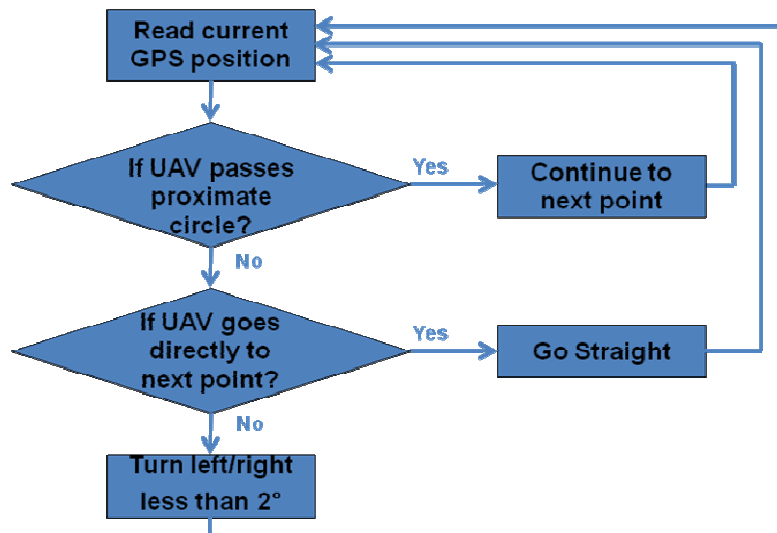 Read current
GPS position
If UAV passes
proximate
circle?
Yes
Continue to
next point
No
If UAV goes
directly to
next point?
Yes
Go Straight
No
Turn left/right
less than 2°